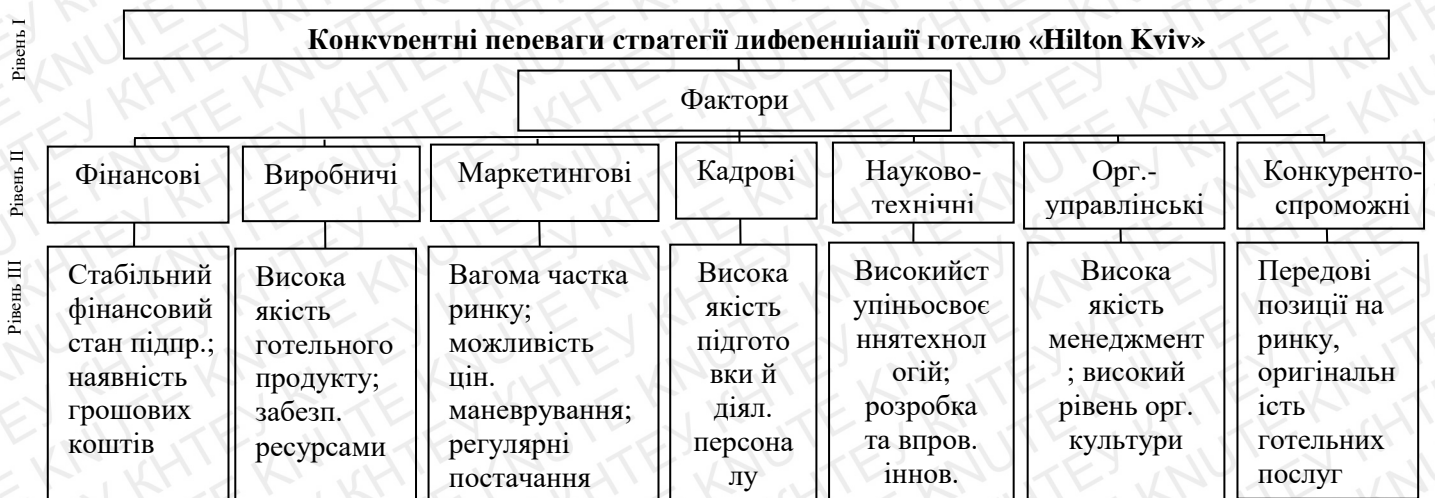 Рівень І
Конкурентні переваги стратегії диференціації готелю «Hilton Kyiv»
Фактори
Рівень ІІ
Фінансові
Виробничі
Маркетингові
Кадрові
Науково-
технічні
Орг.-
управлінські
Конкуренто-
спроможні
Рівень ІІІ
Стабільний
фінансовий
стан підпр.;
наявність
грошових
коштів
Висока
якість
готельного
продукту;
забезп.
ресурсами
Вагома частка
ринку;
можливість
цін.
маневрування;
регулярні
постачання
Висока
якість
підгото
вки й
діял.
персона
лу
Високийст
упіньосвоє
ннятехнол
огій;
розробка
та впров.
іннов.
Висока
якість
менеджмент
; високий
рівень орг.
культури
Передові
позиції на
ринку,
оригінальн
ість
готельних
послуг